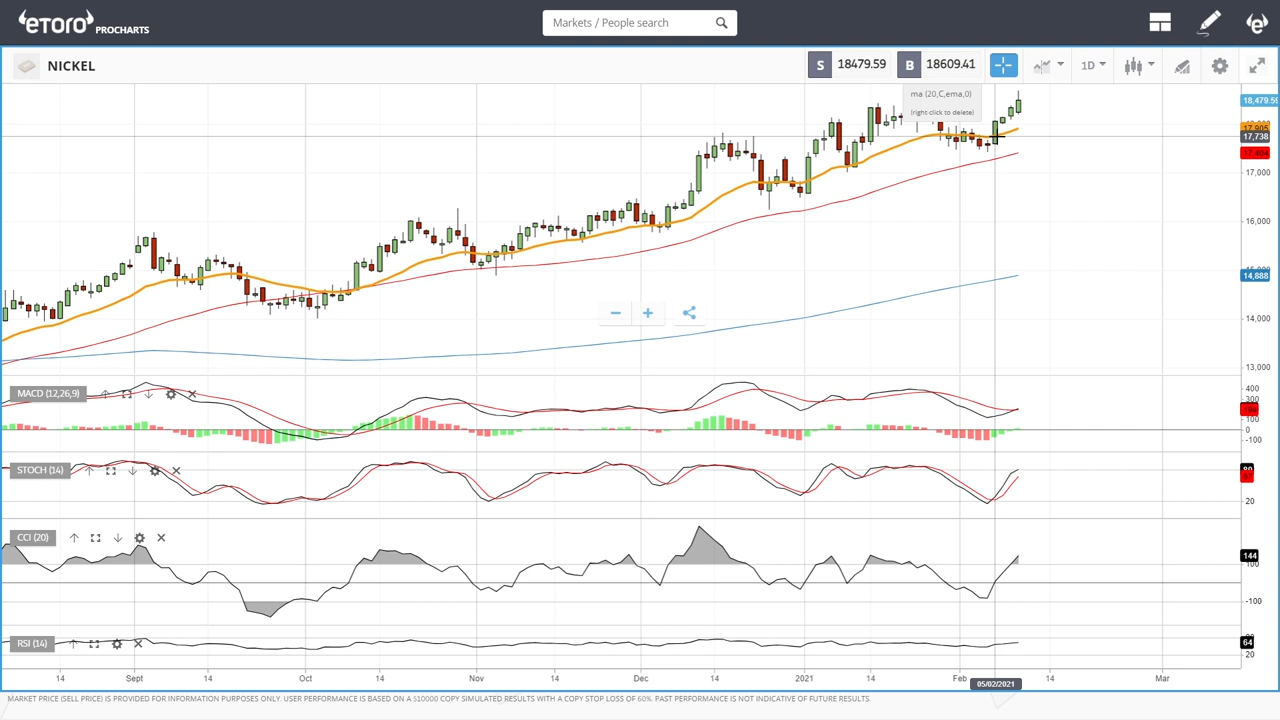 etoro PROCHARTS
Markets / People search
NICKEL
S 18479.59 B 18609.41
1D
ma (20,C,ema,0)
(right click to delete)
18,479.59
17,905
17,738
17,404
17,000
16,000
14,888
14,000
13,000
MACD (12,26,9)
400
200
100
0
-100
STOCH (14)
20
CCI (20)
144
100
-100
RSI (14)
64
20
14 Sept 14 Oct 14 Nov 14 Dec 14 2021 14 Feb 14 Mar
05/02/2021
MARKET PRICE (SELL PRICE) IS PROVIDED FOR INFORMATION PURPOSES ONLY. USER PERFORMANCE IS BASED ON A $10000 COPY SIMULATED RESULTS WITH A COPY STOP LOSS OF 60%. PAST PERFORMANCE IS NOT INDICATIVE OF FUTURE RESULTS.